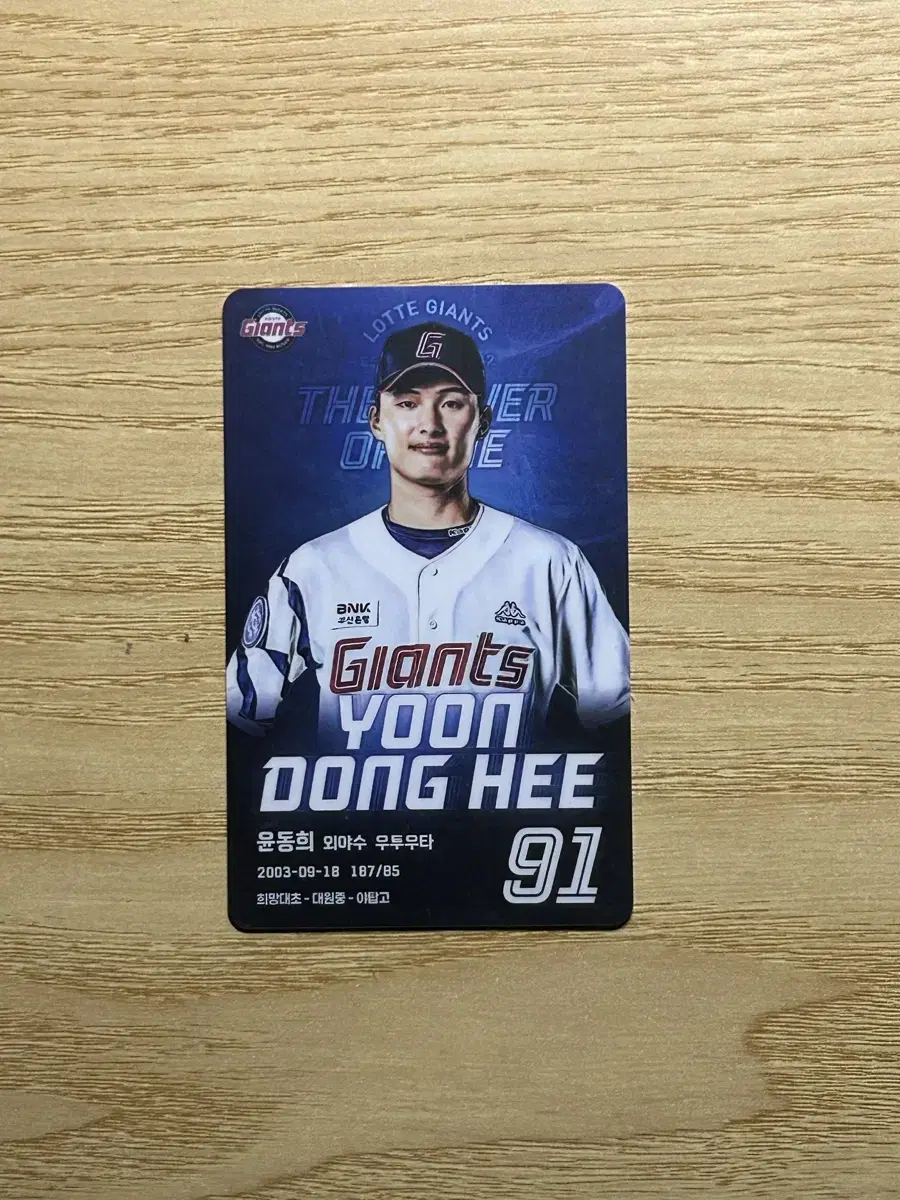 Giants
LOTTE GIANTS
G
THE
OF
KAP
BNK
부산은행
Kappa
Giants
YOON
DONG HEE
윤동희 외야수 우투우타
2003-09-18 187/85
희망대초-대원중-야탑고
91